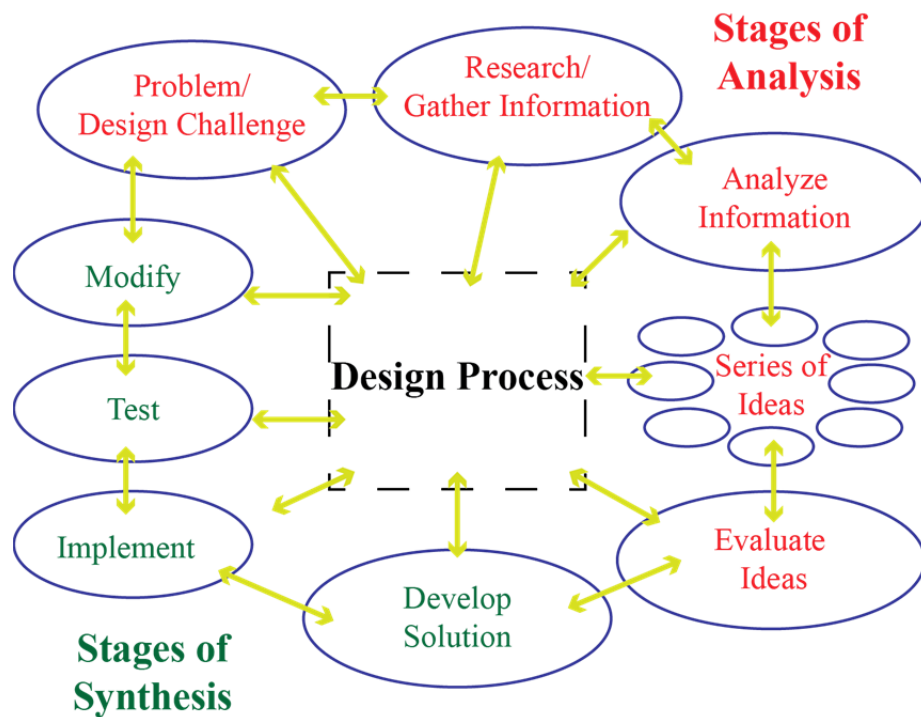 Stages of
Analysis
Problem/
Design Challenge
Research/
Gather Information
Analyze
Information
Modify
Design Process
Series of
Ideas
Test
Implement
Evaluate
Ideas
Develop
Solution
Stages of
Synthesis